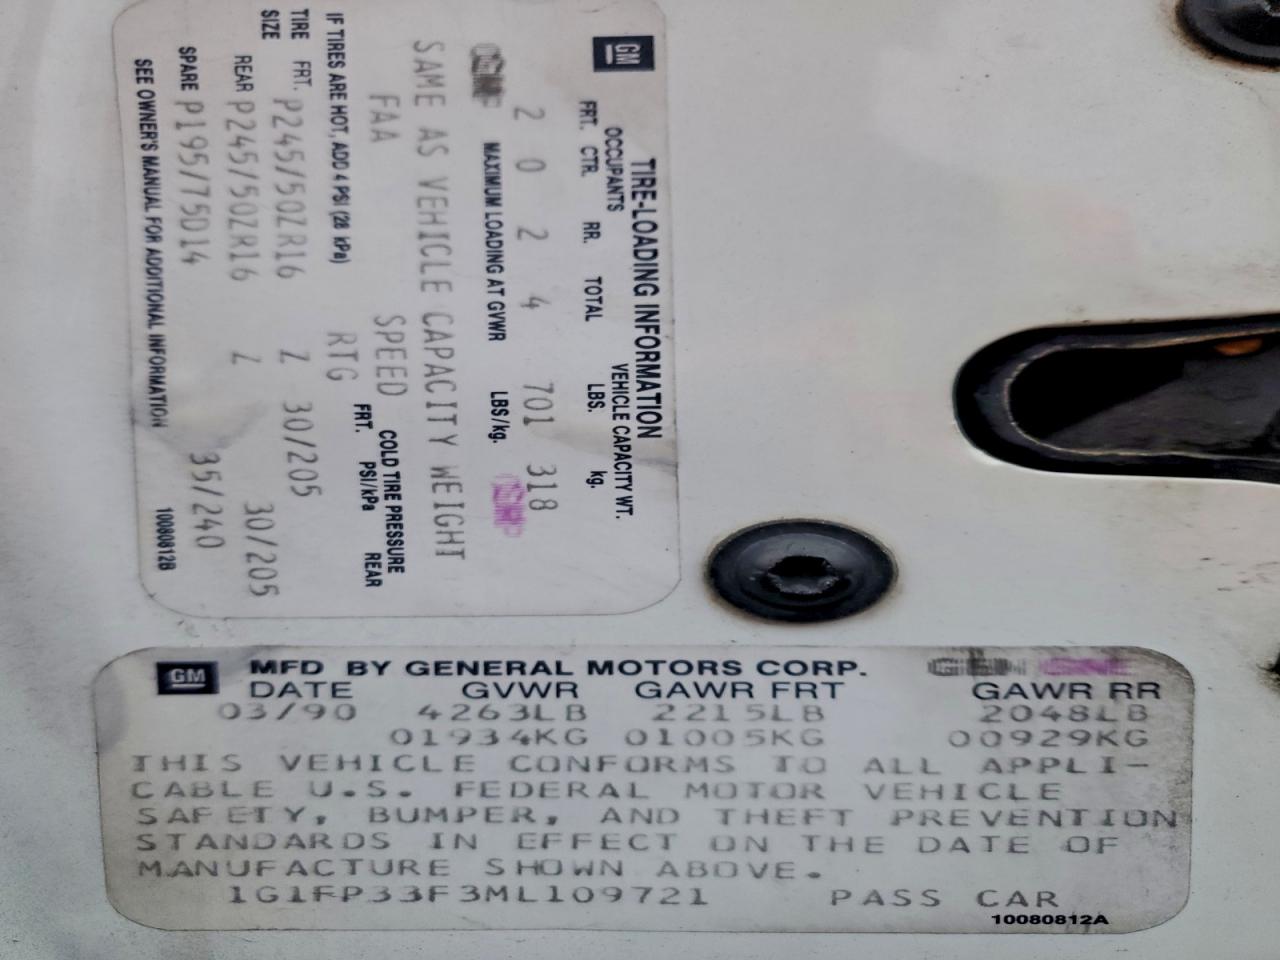 GM
TIRE-LOADING INFORMATION
OCCUPANTS VEHICLE CAPACITY WT.
FRT. CTR. RR. TOTAL LBS. kg.
2 0 2 4 701 318
MAXIMUM LOADING AT GVWR LBS/kg.
SAME AS VEHICLE CAPACITY WEIGHT
FAA SPEED COLD TIRE PRESSURE
RTG FRT. PSI/kPa REAR
IF TIRES ARE HOT, ADD 4 PSI (28 kPa)
TIRE FRT. P245/50ZR16 Z 30/205
SIZE REAR P245/50ZR16 Z 30/205
SPARE P195/75D14 35/240
SEE OWNER'S MANUAL FOR ADDITIONAL INFORMATION 10080812B
GM MFD BY GENERAL MOTORS CORP.
DATE GVWR GAWR FRT GAWR RR
03/90 4263LB 2215LB 2048LB
01934KG 01005KG 00929KG
THIS VEHICLE CONFORMS TO ALL APPLI-
CABLE U.S. FEDERAL MOTOR VEHICLE
SAFETY, BUMPER, AND THEFT PREVENTION
STANDARDS IN EFFECT ON THE DATE OF
MANUFACTURE SHOWN ABOVE.
1G1FP33F3ML109721 PASS CAR
10080812A